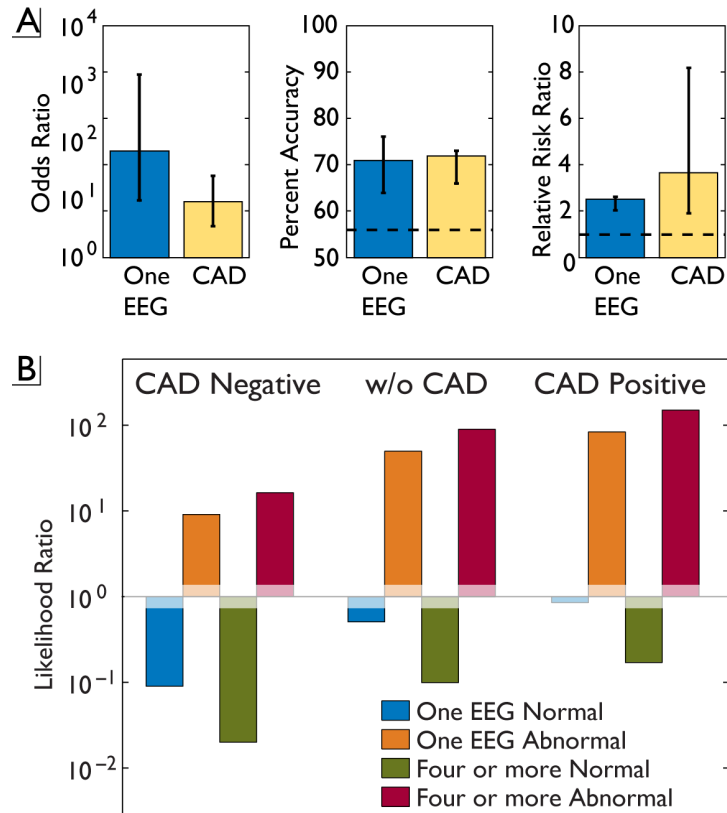 A
Odds Ratio
10^4
10^3
10^2
10^1
10^0
One
EEG
CAD
Percent Accuracy
100
90
80
70
60
50
One
EEG
CAD
Relative Risk Ratio
10
8
6
4
2
0
One
EEG
CAD
B
CAD Negative
w/o CAD
CAD Positive
Likelihood Ratio
10^2
10^1
10^0
10^-1
10^-2
One EEG Normal
One EEG Abnormal
Four or more Normal
Four or more Abnormal